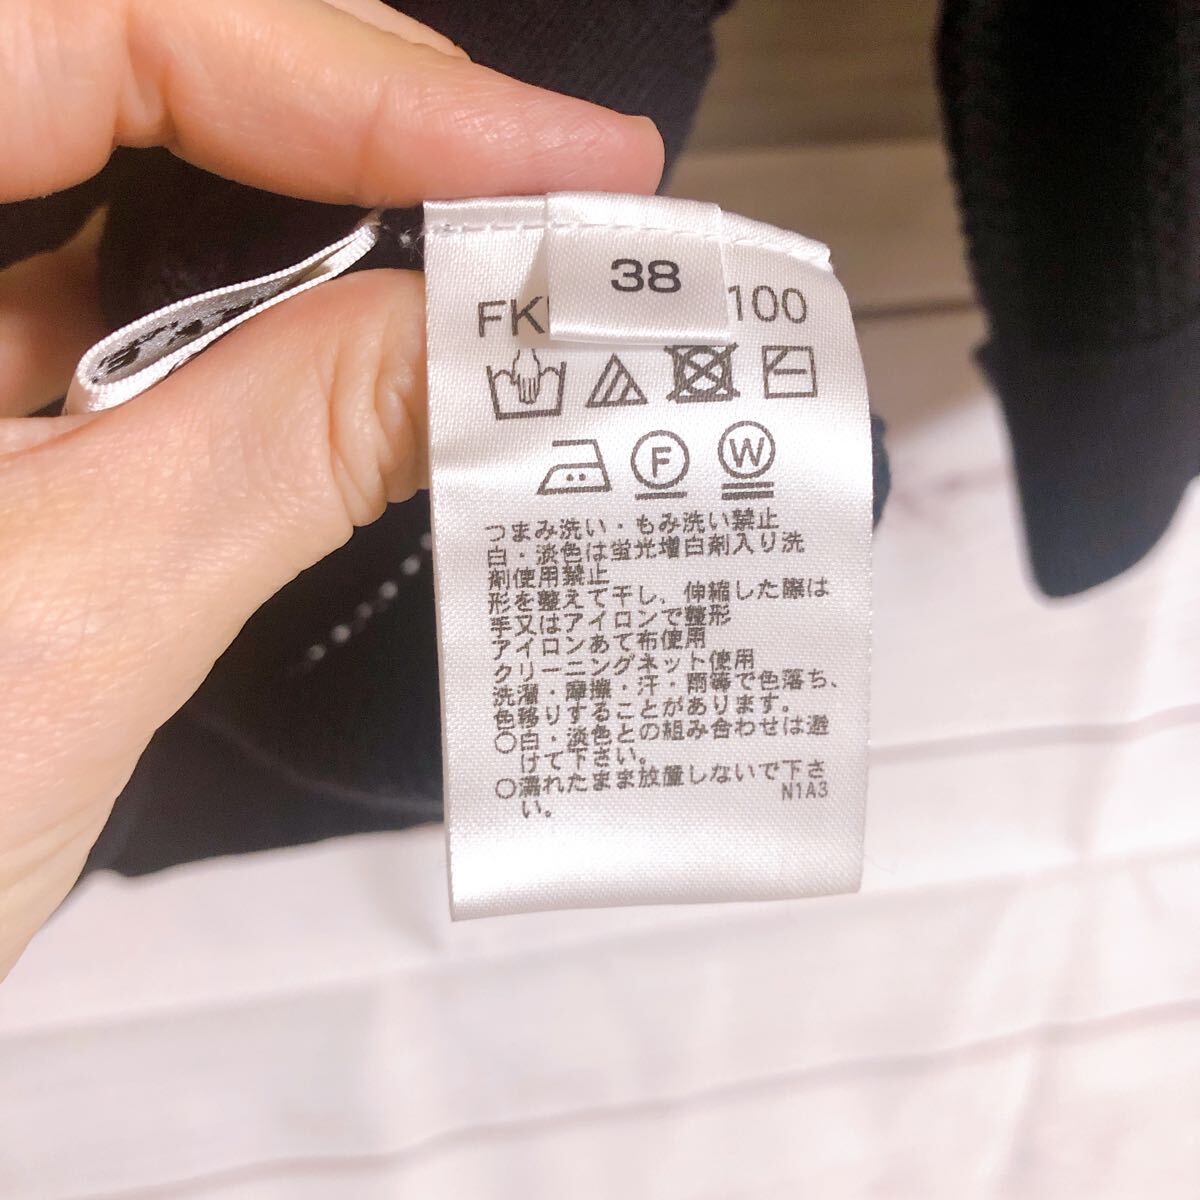 38
FK
100
F
W
つまみ洗い・もみ洗い禁止
白・淡色は蛍光増白剤入り洗
剤使用禁止
形を整えて干し、伸縮した際は
手又はアイロンで整形
アイロンあて布使用
クリーニングネット使用
洗濯・摩擦・汗・雨等で色落ち、
色移りすることがあります。
○白・淡色との組み合わせは避
けて下さい。
○濡れたまま放置しないで下さ
い。
N1A3